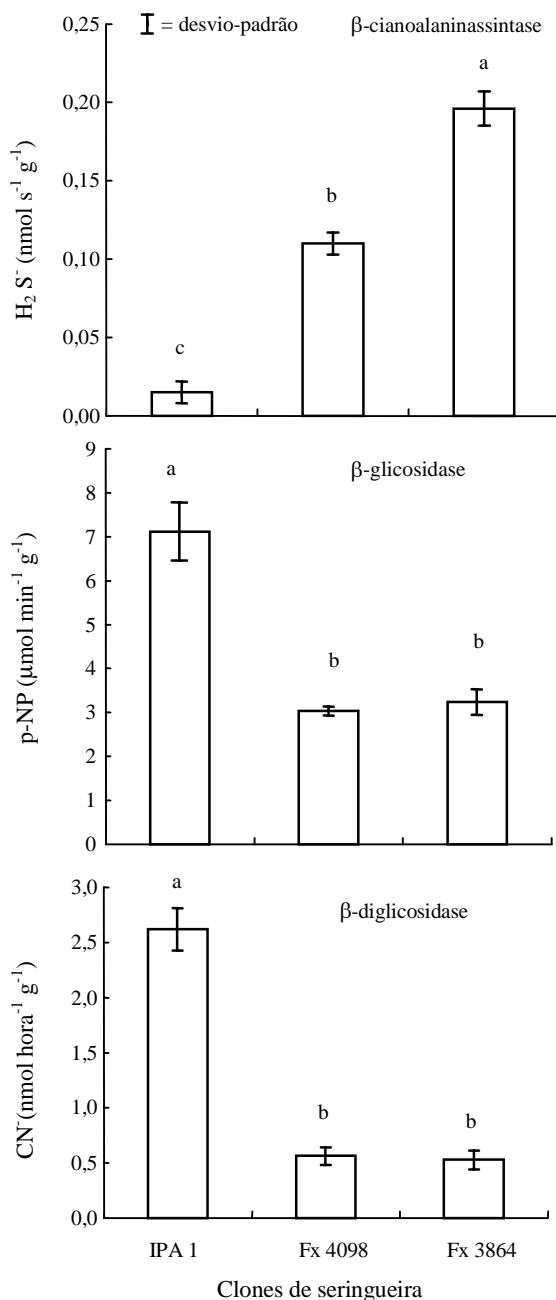 = desvio-padrão β-cianoalaninassintase
0,25
0,20
0,15
0,10
0,05
0,00
H₂ S⁻ (nmol s⁻¹ g⁻¹)
c
b
a
β-glicosidase
9
8
7
6
5
4
3
2
1
0
p-NP (µmol min⁻¹ g⁻¹)
a
b
b
β-diglicosidase
3,0
2,5
2,0
1,5
1,0
0,5
0,0
CN⁻(nmol hora⁻¹ g⁻¹)
a
b
b
IPA 1 Fx 4098 Fx 3864
Clones de seringueira